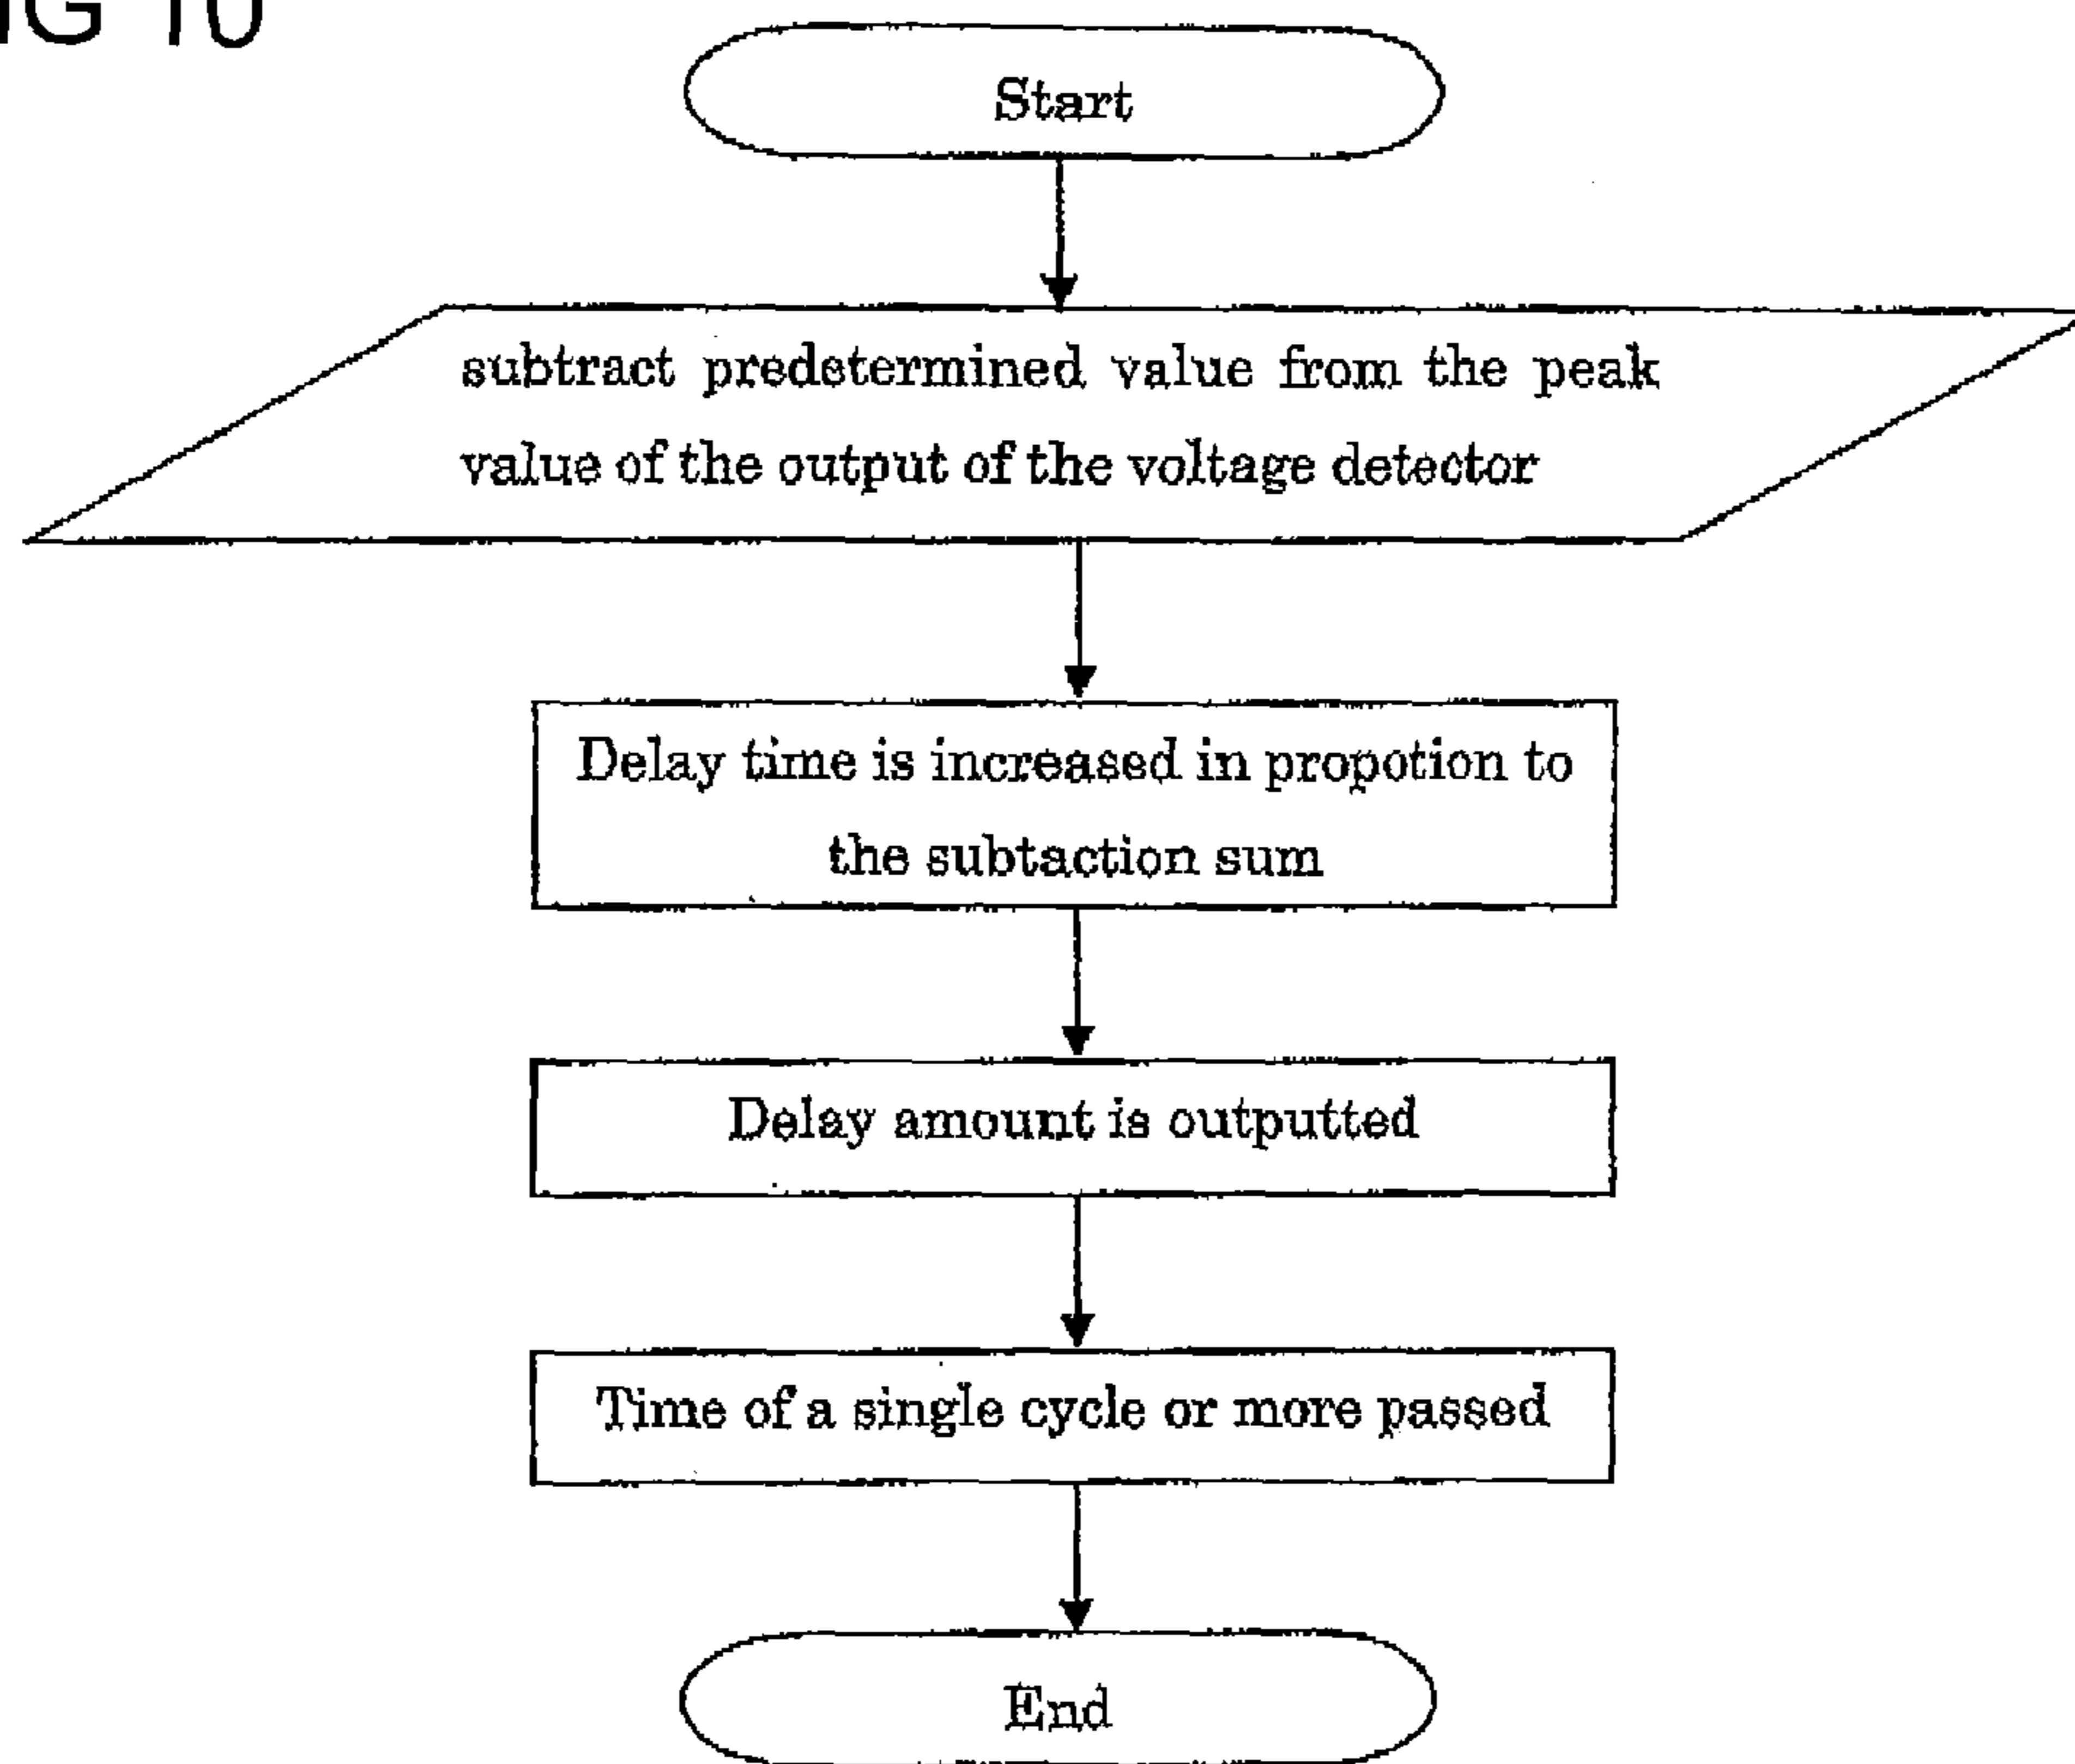 IG 10
Start
subtract predetermined value from the peak
value of the output of the voltage detector
Delay time is increased in propotion to
the subtaction sum
Delay amount is outputted
Time of a single cycle or more passed
End